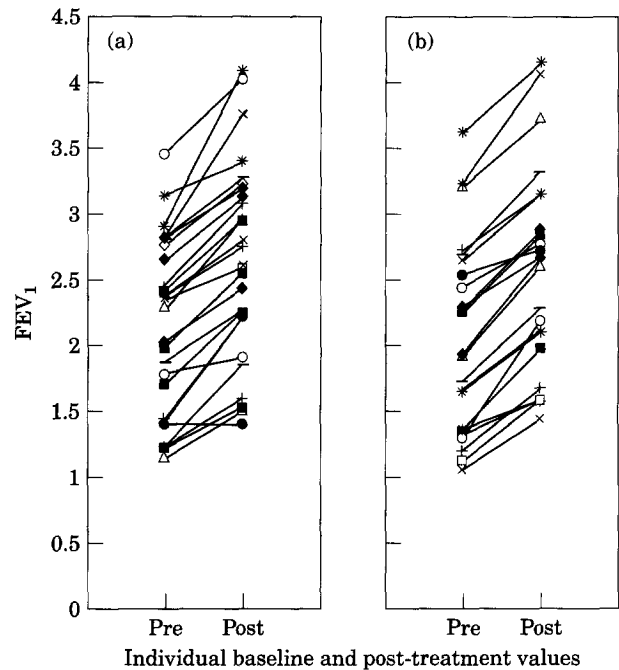 (a)
(b)
4.5
4
3.5
3
2.5
2
1.5
1
0.5
0
FEV₁
Pre
Post
Pre
Post
Individual baseline and post-treatment values